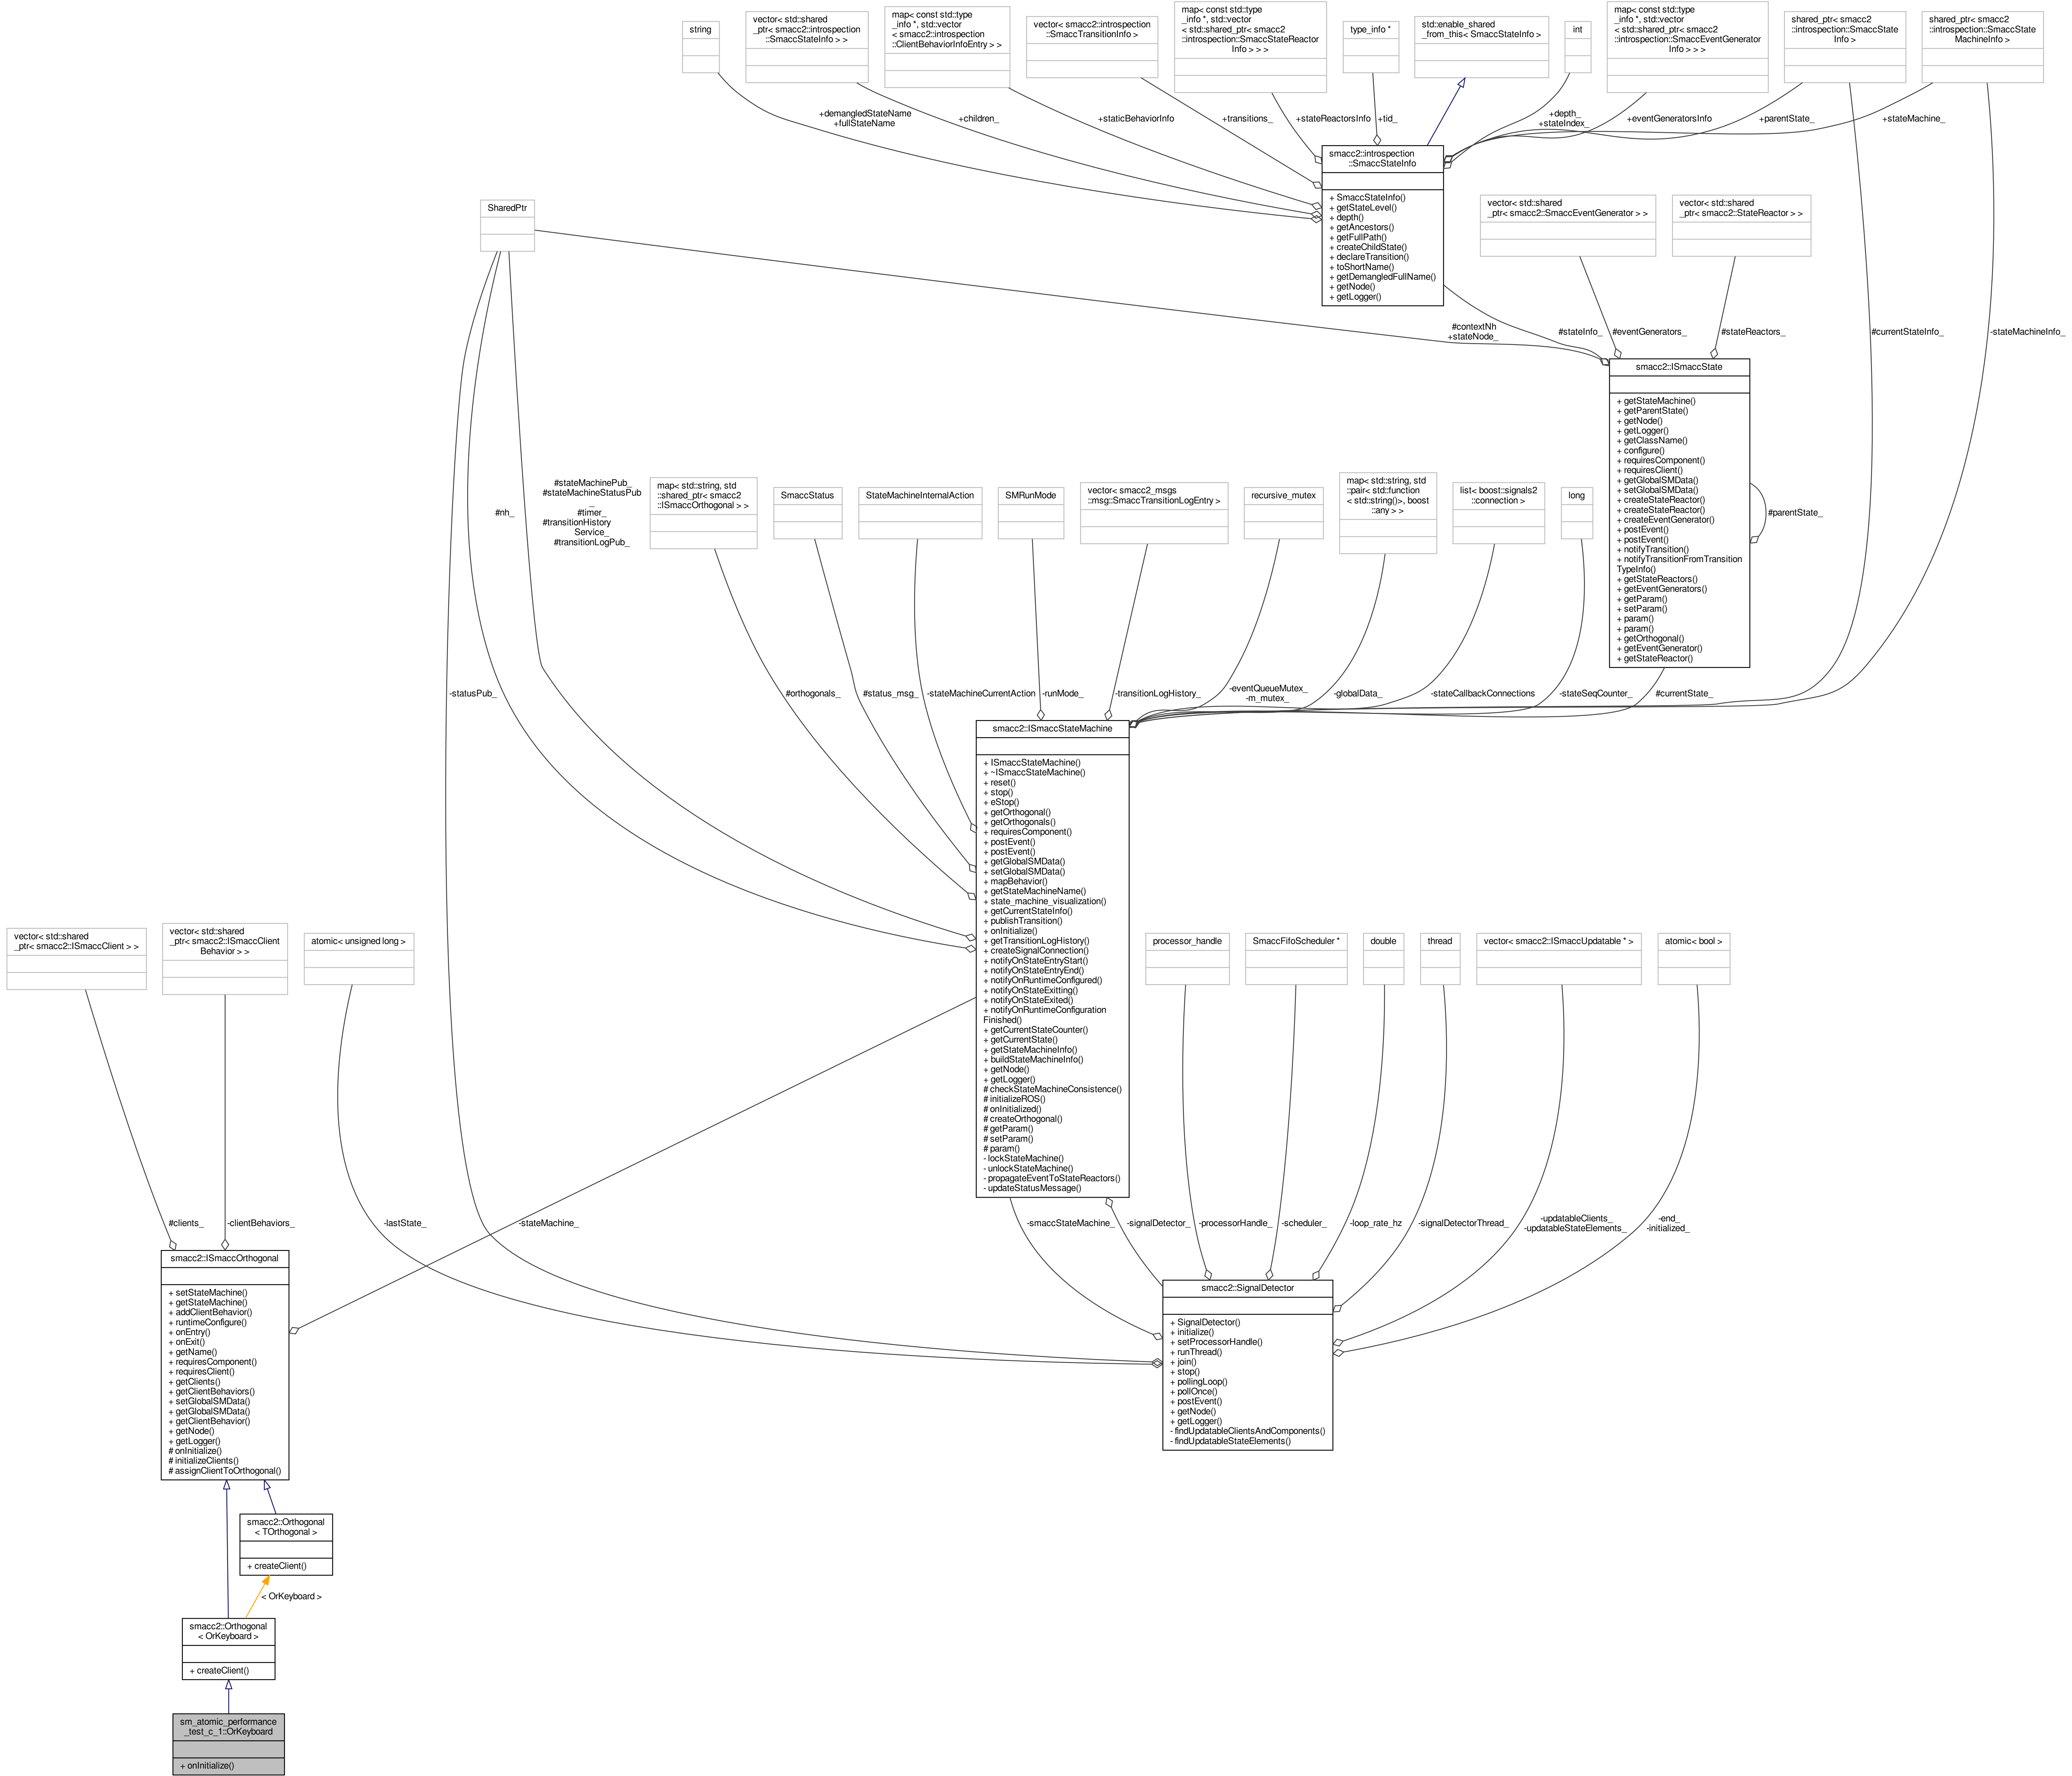 string
vector< std::shared
_ptr< smacc2::introspection
::SmaccStateInfo > >
map< const std::type
_info *, std::vector
< smacc2::introspection
::ClientBehaviorInfoEntry > >
vector< smacc2::introspection
::SmaccTransitionInfo >
map< const std::type
_info *, std::vector
< std::shared_ptr< smacc2
::introspection::SmaccStateReactor
Info > > >
type_info *
std::enable_shared
_from_this< SmaccStateInfo >
int
map< const std::type
_info *, std::vector
< std::shared_ptr< smacc2
::introspection::SmaccEventGenerator
Info > > >
shared_ptr< smacc2
::introspection::SmaccState
Info >
shared_ptr< smacc2
::introspection::SmaccState
MachineInfo >
+demangledStateName
+fullStateName
+children_
+staticBehaviorInfo
+transitions_
+stateReactorsInfo
+tid_
+depth_
+stateIndex_
+eventGeneratorsInfo
+parentState_
+stateMachine_
smacc2::introspection
::SmaccStateInfo
+ SmaccStateInfo()
+ getStateLevel()
+ depth()
+ getAncestors()
+ getFullPath()
+ createChildState()
+ declareTransition()
+ toShortName()
+ getDemangledFullName()
+ getNode()
+ getLogger()
SharedPtr
vector< std::shared
_ptr< smacc2::SmaccEventGenerator > >
vector< std::shared
_ptr< smacc2::StateReactor > >
#contextNh
+stateNode_
#stateInfo_
#eventGenerators_
#stateReactors_
#currentStateInfo_
-stateMachineInfo_
smacc2::ISmaccState
+ getStateMachine()
+ getParentState()
+ getNode()
+ getLogger()
+ getClassName()
+ configure()
+ requiresComponent()
+ requiresClient()
+ getGlobalSMData()
+ setGlobalSMData()
+ createStateReactor()
+ createStateReactor()
+ createEventGenerator()
+ postEvent()
+ postEvent()
+ notifyTransition()
+ notifyTransitionFromTransition
TypeInfo()
+ getStateReactors()
+ getEventGenerators()
+ getParam()
+ setParam()
+ param()
+ param()
+ getOrthogonal()
+ getEventGenerator()
+ getStateReactor()
#parentState_
#nh_
#stateMachinePub_
#stateMachineStatusPub
_
#timer_
#transitionHistory
Service_
#transitionLogPub_
map< std::string, std
::shared_ptr< smacc2
::ISmaccOrthogonal > >
SmaccStatus
StateMachineInternalAction
SMRunMode
vector< smacc2_msgs
::msg::SmaccTransitionLogEntry >
recursive_mutex
map< std::string, std
::pair< std::function
< std::string()>, boost
::any > >
list< boost::signals2
::connection >
long
-statusPub_
#orthogonals_
#status_msg_
-stateMachineCurrentAction
-runMode_
-transitionLogHistory_
-eventQueueMutex_
-m_mutex_
-globalData_
-stateCallbackConnections
-stateSeqCounter_
#currentState_
smacc2::ISmaccStateMachine
+ ISmaccStateMachine()
+ ~ISmaccStateMachine()
+ reset()
+ stop()
+ eStop()
+ getOrthogonal()
+ getOrthogonals()
+ requiresComponent()
+ postEvent()
+ postEvent()
+ getGlobalSMData()
+ setGlobalSMData()
+ mapBehavior()
+ getStateMachineName()
+ state_machine_visualization()
+ getCurrentStateInfo()
+ publishTransition()
+ onInitialize()
+ getTransitionLogHistory()
+ createSignalConnection()
+ notifyOnStateEntryStart()
+ notifyOnStateEntryEnd()
+ notifyOnRuntimeConfigured()
+ notifyOnStateExitting()
+ notifyOnStateExited()
+ notifyOnRuntimeConfiguration
Finished()
+ getCurrentStateCounter()
+ getCurrentState()
+ getStateMachineInfo()
+ buildStateMachineInfo()
+ getNode()
+ getLogger()
# checkStateMachineConsistence()
# initializeROS()
# onInitialized()
# createOrthogonal()
# getParam()
# setParam()
# param()
- lockStateMachine()
- unlockStateMachine()
- propagateEventToStateReactors()
- updateStatusMessage()
vector< std::shared
_ptr< smacc2::ISmaccClient > >
vector< std::shared
_ptr< smacc2::ISmaccClient
Behavior > >
atomic< unsigned long >
processor_handle
SmaccFifoScheduler *
double
thread
vector< smacc2::ISmaccUpdatable * >
atomic< bool >
#clients_
-clientBehaviors_
-lastState_
-stateMachine_
-smaccStateMachine_
-signalDetector_
-processorHandle_
-scheduler_
-loop_rate_hz
-signalDetectorThread_
-updatableClients_
-updatableStateElements_
-end_
-initialized_
smacc2::ISmaccOrthogonal
+ setStateMachine()
+ getStateMachine()
+ addClientBehavior()
+ runtimeConfigure()
+ onEntry()
+ onExit()
+ getName()
+ requiresComponent()
+ requiresClient()
+ getClients()
+ getClientBehaviors()
+ setGlobalSMData()
+ getGlobalSMData()
+ getClientBehavior()
+ getNode()
+ getLogger()
# onInitialize()
# initializeClients()
# assignClientToOrthogonal()
smacc2::SignalDetector
+ SignalDetector()
+ initialize()
+ setProcessorHandle()
+ runThread()
+ join()
+ stop()
+ pollingLoop()
+ pollOnce()
+ postEvent()
+ getNode()
+ getLogger()
- findUpdatableClientsAndComponents()
- findUpdatableStateElements()
smacc2::Orthogonal
< TOrthogonal >
+ createClient()
< OrKeyboard >
smacc2::Orthogonal
< OrKeyboard >
+ createClient()
sm_atomic_performance
_test_c_1::OrKeyboard
+ onInitialize()